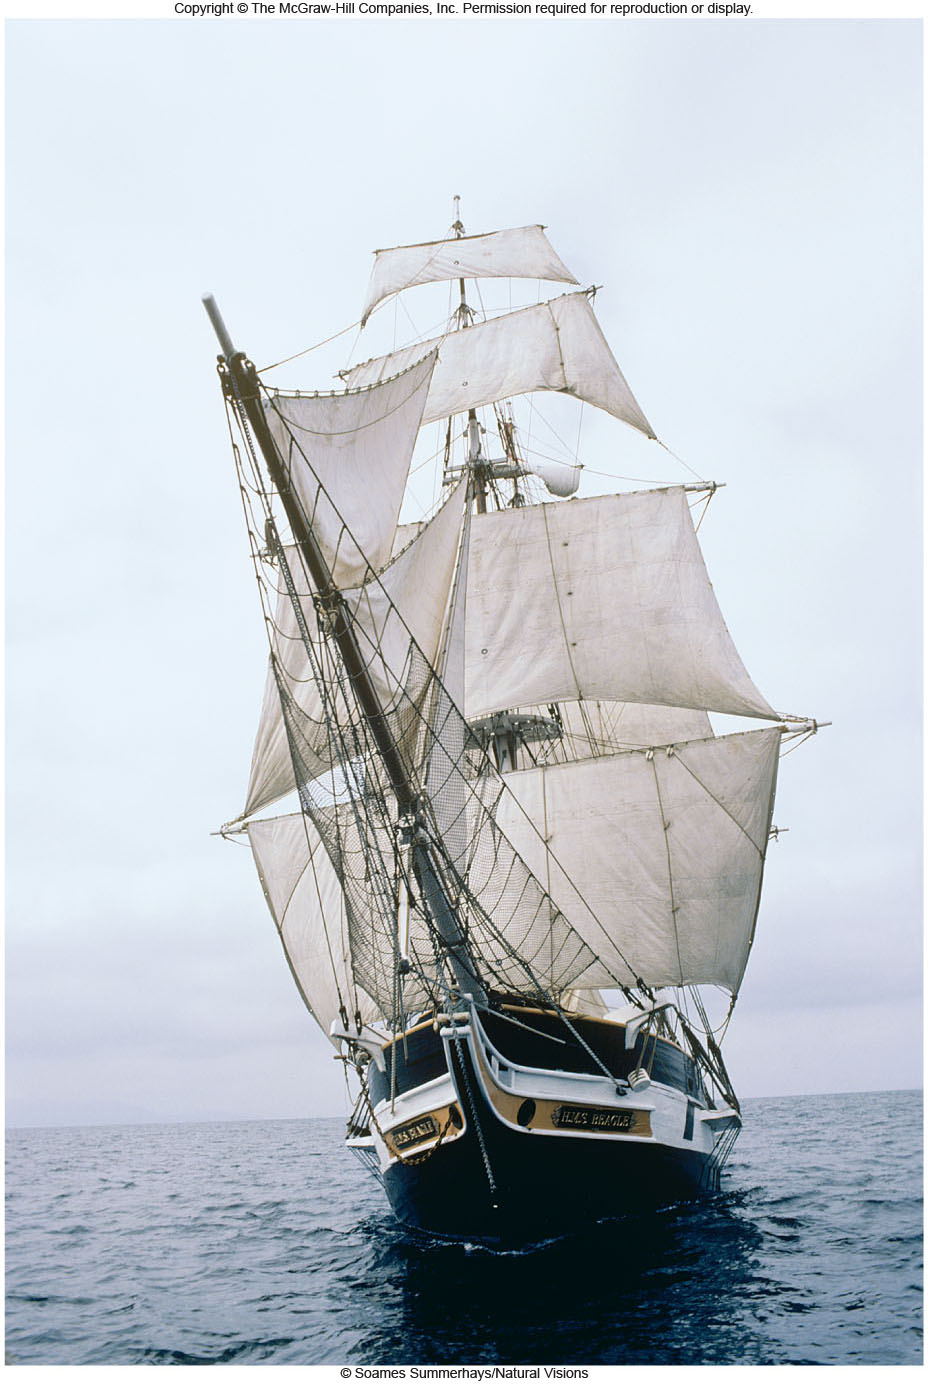 Copyright © The McGraw-Hill Companies, Inc. Permission required for reproduction or display.
H.M.S BEAGLE
© Soames Summerhays/Natural Visions